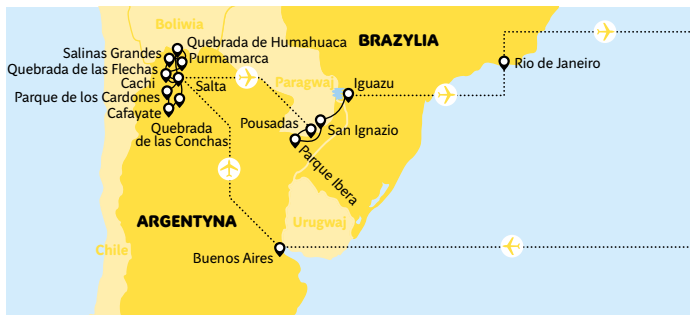 Boliwia
Quebrada de Humahuaca
Salinas Grandes
Purmamarca
BRAZYLIA
Rio de Janeiro
Quebrada de las Flechas
Cachi
Salta
Paragwaj
Iguazu
Parque de los Cardones
Cafayate
Quebrada
de las Conchas
Pousadas
San Ignazio
Parque Ibera
ARGENTYNA
Urugwaj
Chile
Buenos Aires